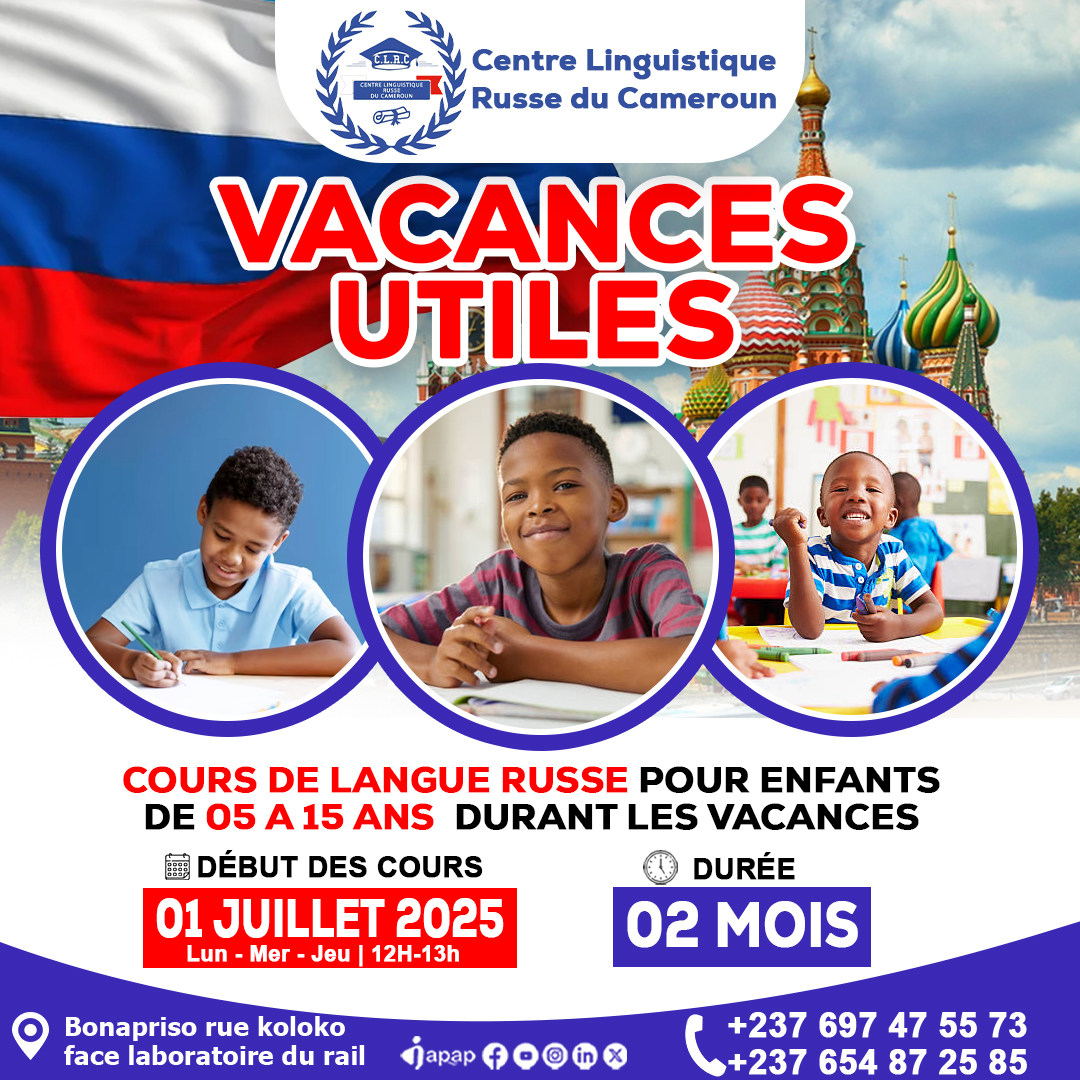 C.L.R.C
CENTRE LINGUISTIQUE
RUSSE
DU CAMEROUN
Centre Linguistique
Russe du Cameroun
VACANCES
UTILES
COURS DE LANGUE RUSSE POUR ENFANTS
DE 05 A 15 ANS DURANT LES VACANCES
DÉBUT DES COURS
01 JUILLET 2025
Lun - Mer - Jeu | 12H-13h
DURÉE
02 MOIS
Bonapriso rue koloko
face laboratoire du rail
japap
+237 697 47 55 73
+237 654 87 25 85